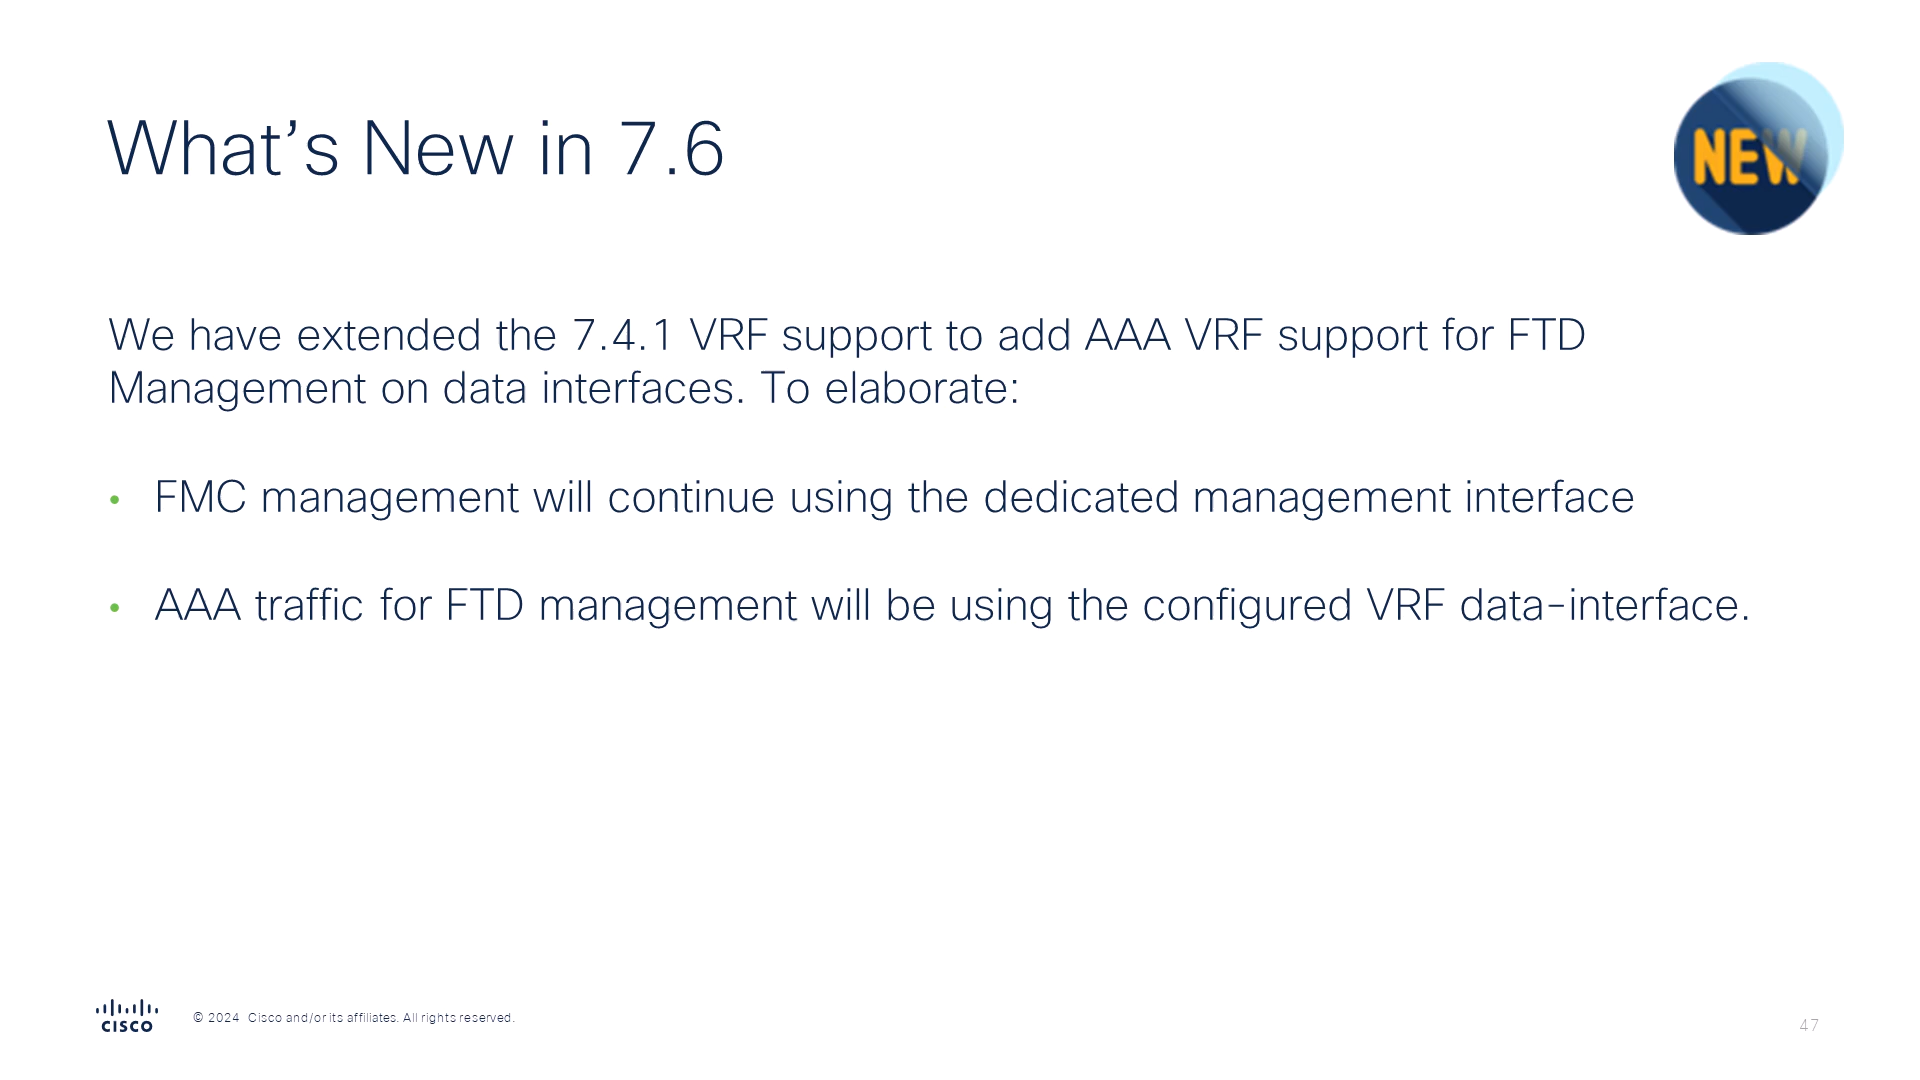 What’s New in 7.6
NEW
We have extended the 7.4.1 VRF support to add AAA VRF support for FTD
Management on data interfaces. To elaborate:
• FMC management will continue using the dedicated management interface
• AAA traffic for FTD management will be using the configured VRF data-interface.
CISCO
© 2024 Cisco and/or its affiliates. All rights reserved.
47